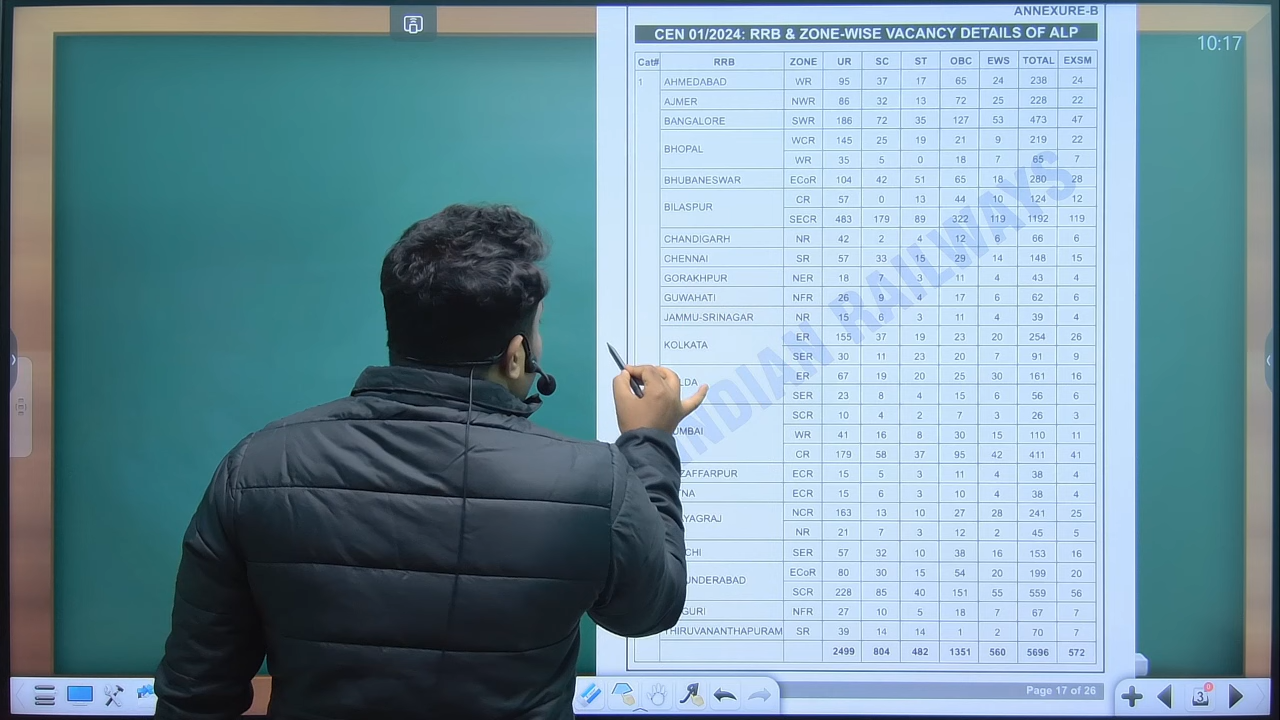 ANNEXURE-B
CEN 01/2024: RRB & ZONE-WISE VACANCY DETAILS OF ALP
10:17
Cat# RRB ZONE UR SC ST OBC EWS TOTAL EXSM
1 AHMEDABAD WR 95 37 17 65 24 238 24
AJMER NWR 86 32 13 72 25 228 22
BANGALORE SWR 186 72 35 127 53 473 47
BHOPAL WCR 145 25 19 21 9 219 22
WR 35 5 0 18 7 65 7
BHUBANESWAR ECoR 104 42 51 65 18 280 28
BILASPUR CR 57 0 13 44 10 124 12
SECR 483 179 89 322 119 1192 119
CHANDIGARH NR 42 2 4 12 6 66 6
CHENNAI SR 57 33 15 29 14 148 15
GORAKHPUR NER 18 7 3 11 4 43 4
GUWAHATI NFR 26 9 4 17 6 62 6
JAMMU-SRINAGAR NR 15 6 3 11 4 39 4
KOLKATA ER 155 37 19 23 20 254 26
SER 30 11 23 20 7 91 9
LDA ER 67 19 20 25 30 161 16
SER 23 8 4 15 6 56 6
UMBAI SCR 10 4 2 7 3 26 3
WR 41 16 8 30 15 110 11
CR 179 58 37 95 42 411 41
ZAFFARPUR ECR 15 5 3 11 4 38 4
TNA ECR 15 6 3 10 4 38 4
YAGRAJ NCR 163 13 10 27 28 241 25
NR 21 7 3 12 2 45 5
CHI SER 57 32 10 38 16 153 16
UNDERABAD ECoR 80 30 15 54 20 199 20
SCR 228 85 40 151 55 559 56
GURI NFR 27 10 5 18 7 67 7
THIRUVANANTHAPURAM SR 39 14 14 1 2 70 7
2499 804 482 1351 560 5696 572
INDIAN RAILWAYS
Page 17 of 26
3
0